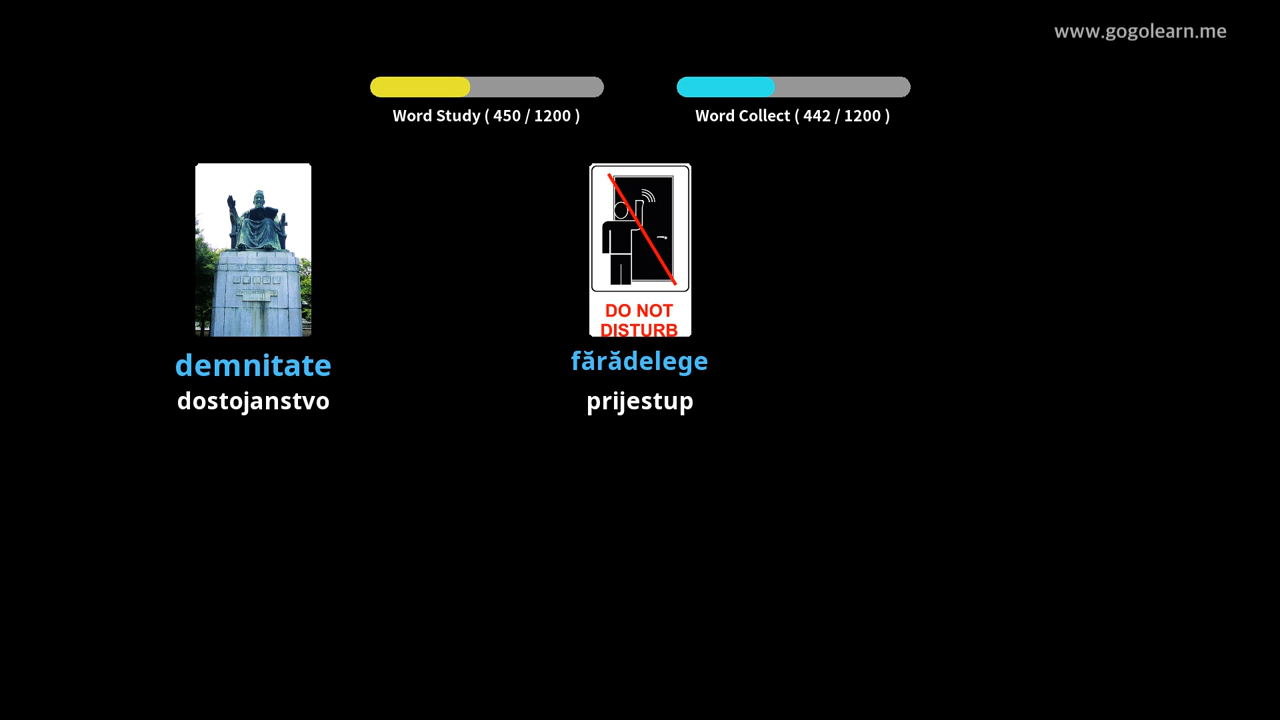 www.gogolearn.me
Word Study ( 450 / 1200 )
Word Collect ( 442 / 1200 )
DO NOT
DISTURB
demnitate
fărădelege
dostojanstvo
prijestup